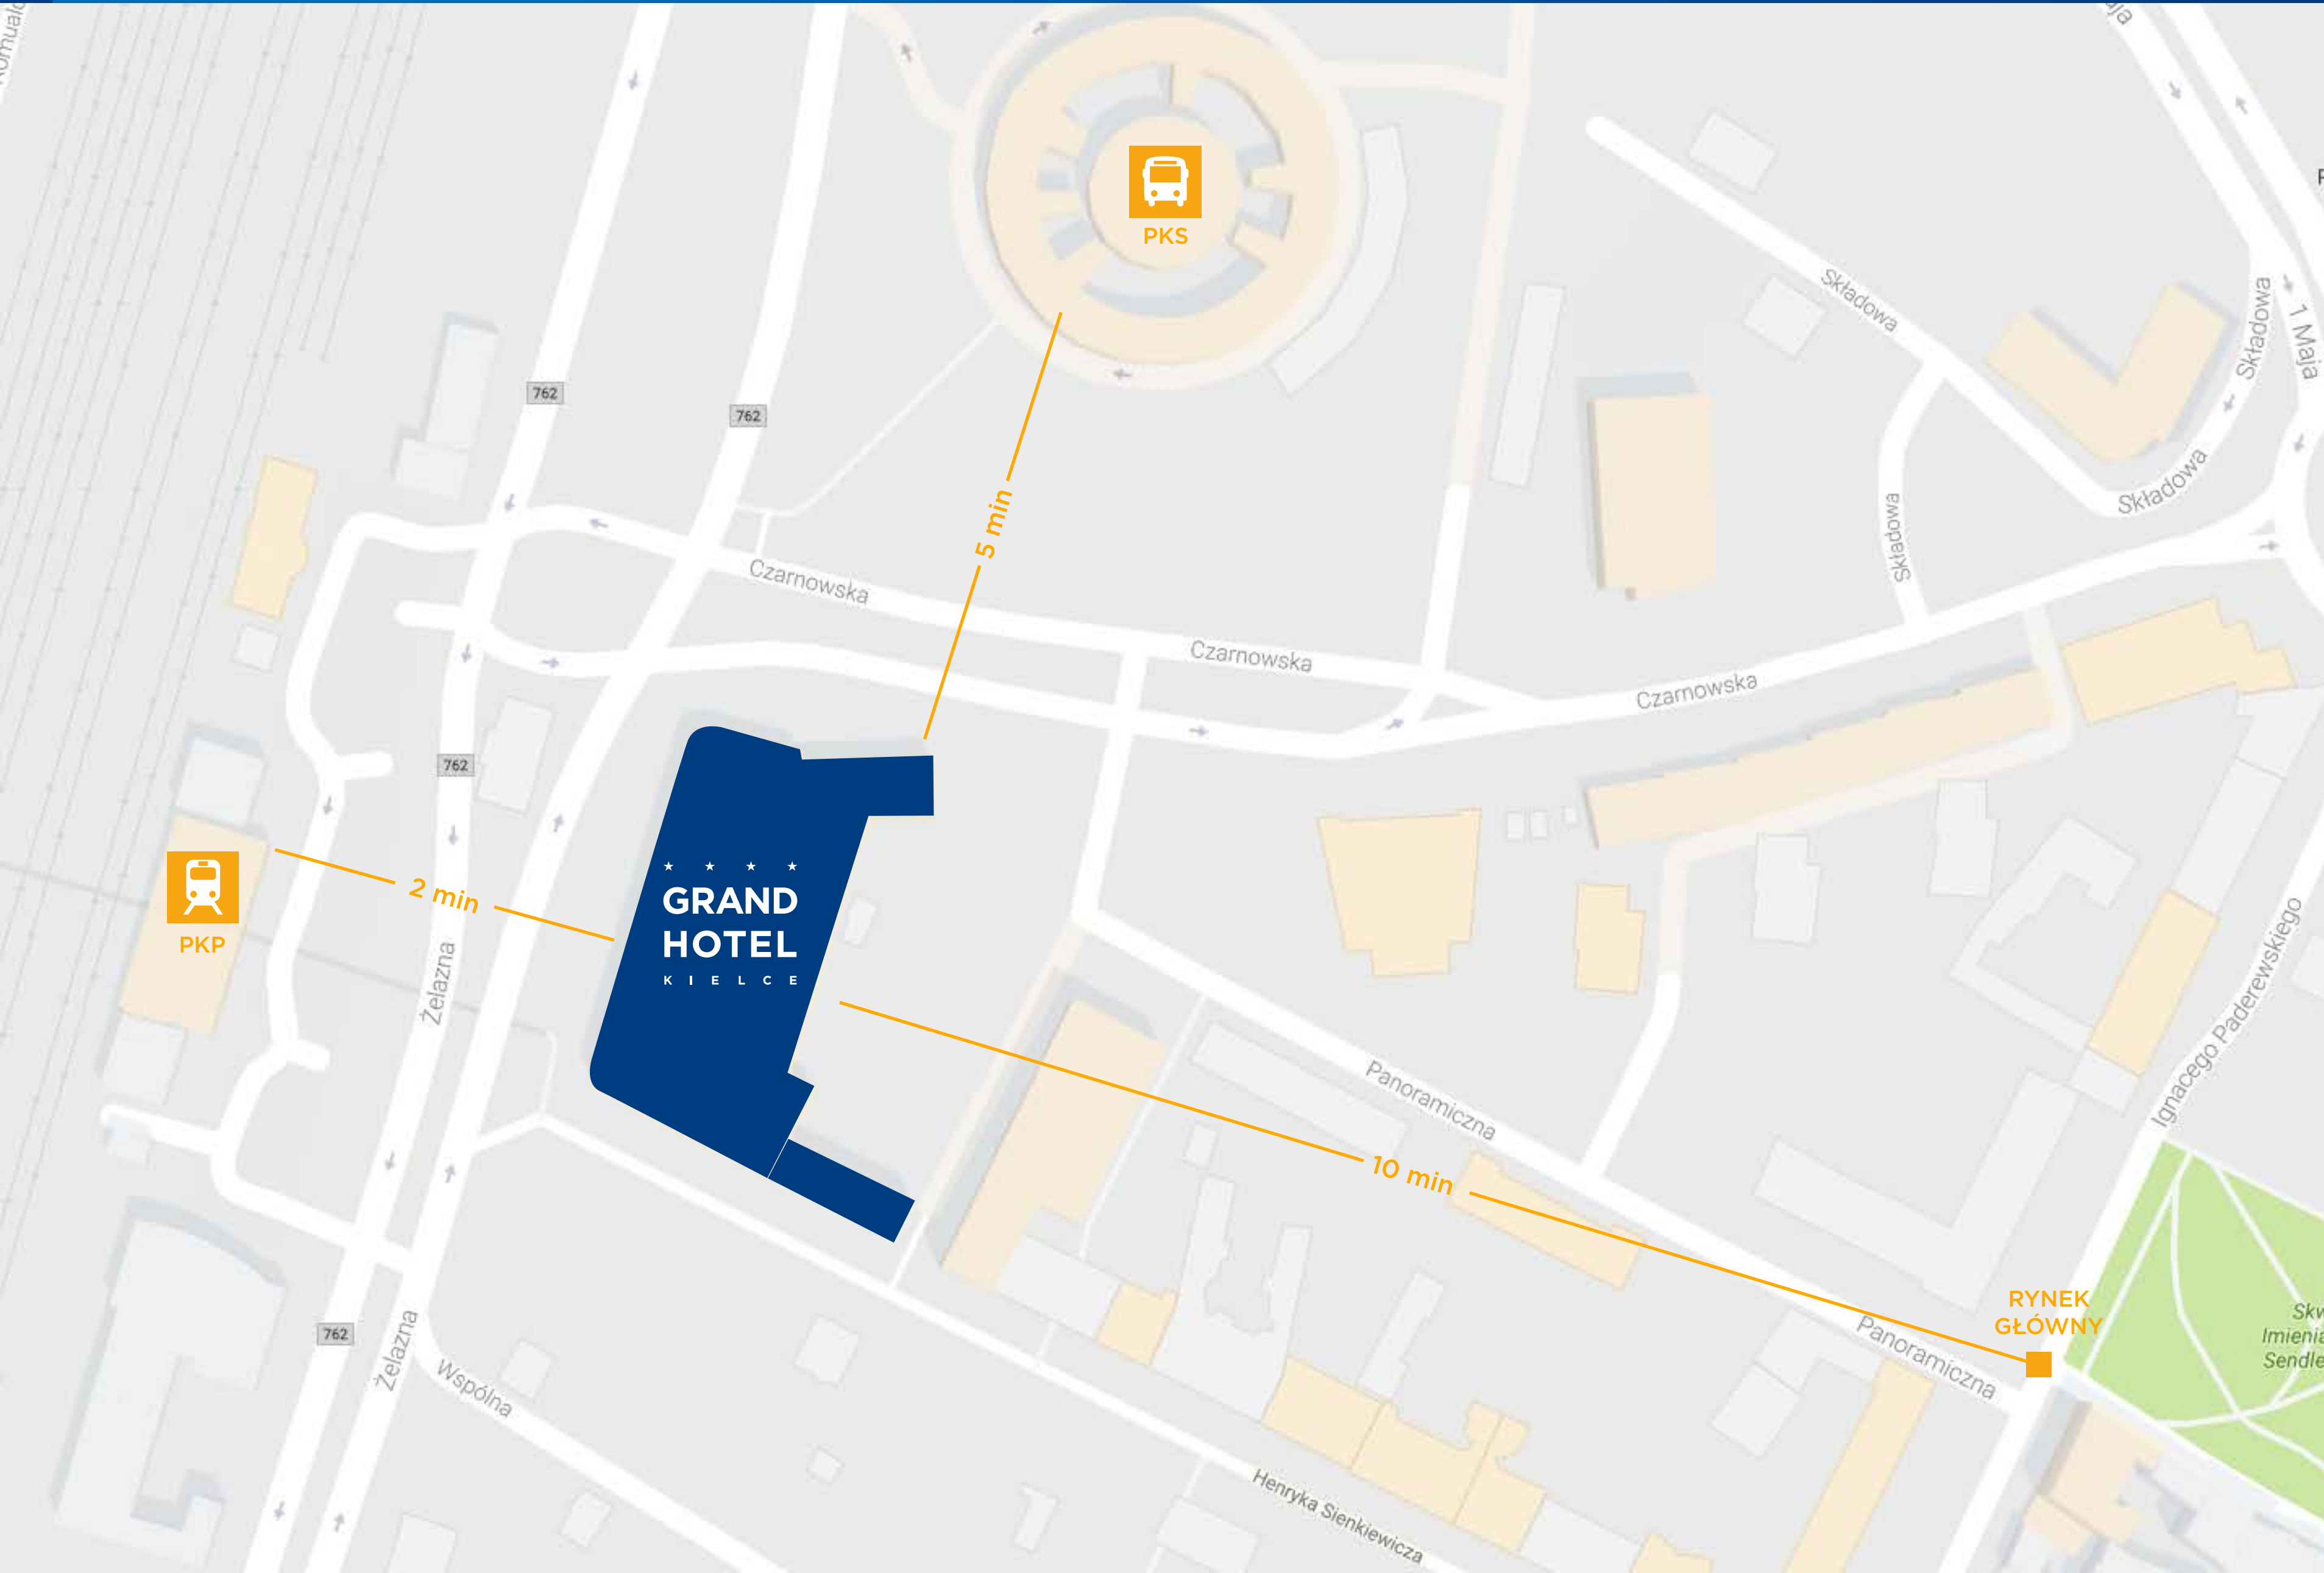 PKS
Składowa
Składowa
1 Maja
762
762
Składowa
Składowa
5 min
Czarnowska
Czarnowska
Czarnowska
762
PKP
2 min
Żelazna
★ ★ ★ ★
GRAND
HOTEL
KIELCE
Ignacego Paderewskiego
Panoramiczna
10 min
RYNEK
GŁÓWNY
Panoramiczna
762
Żelazna
Wspólna
Henryka Sienkiewicza